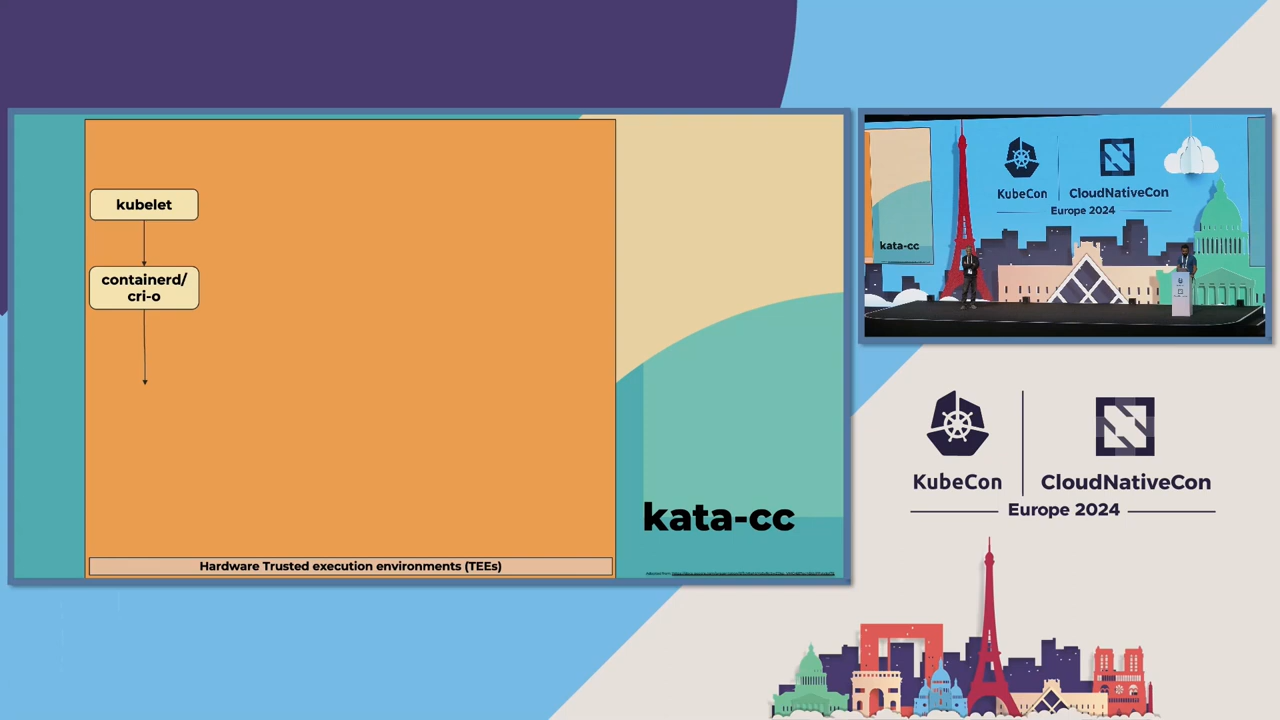 kubelet
containerd/
cri-o
Hardware Trusted execution environments (TEEs)
kata-cc
kata-cc
KubeCon
CloudNativeCon
Europe 2024
KubeCon
CloudNativeCon
Europe 2024